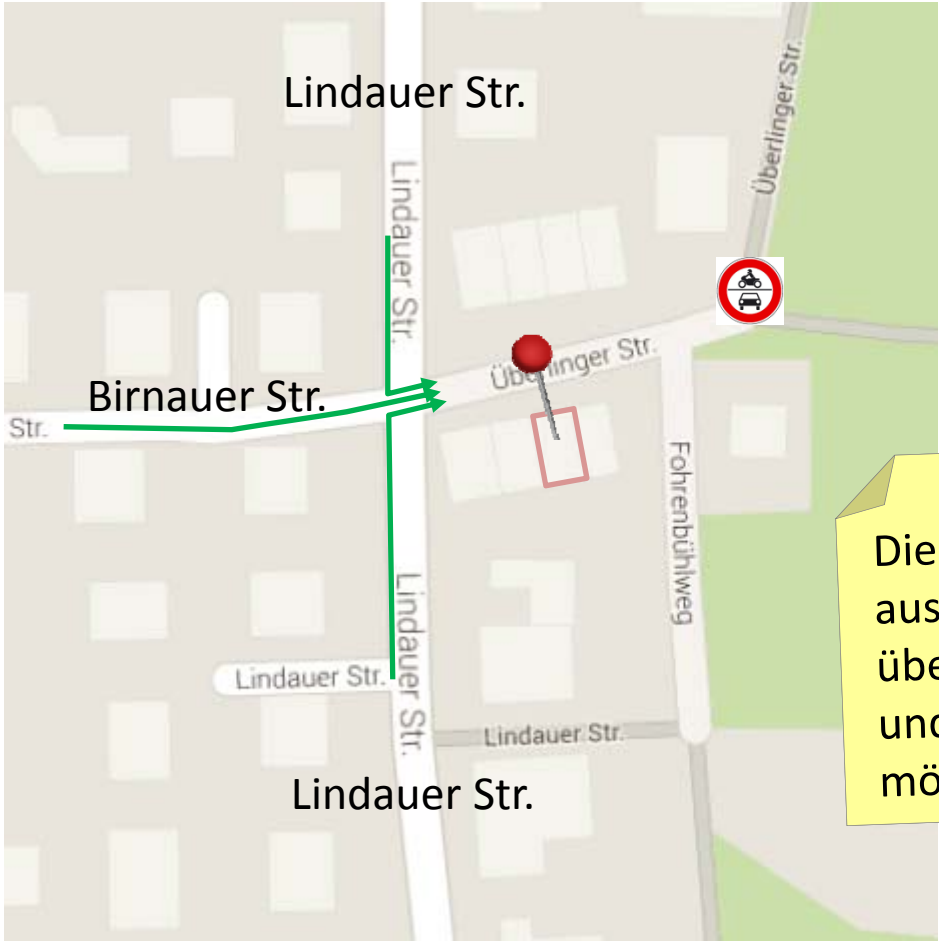 Lindauer Str.
Überlinger Str.
Lindauer Str.
Überlinger Str.
Birnauer Str.
Str.
Fohrenbühlweg
Die
aus
übe
und
mö
Lindauer Str.
Lindauer Str.
Lindauer Str.
Lindauer Str.